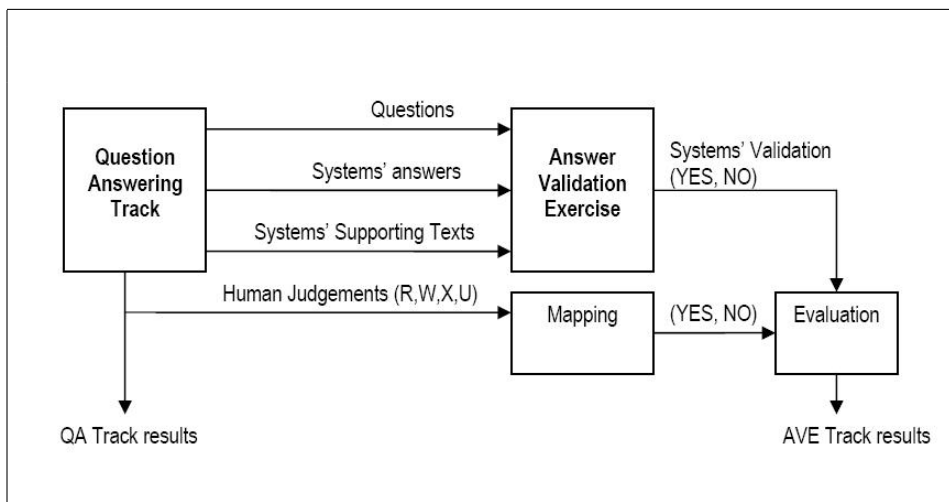 Question
Answering
Track
Questions
Systems' answers
Systems' Supporting Texts
Human Judgements (R,W,X,U)
Answer
Validation
Exercise
Systems' Validation
(YES, NO)
Mapping
(YES, NO)
Evaluation
QA Track results
AVE Track results